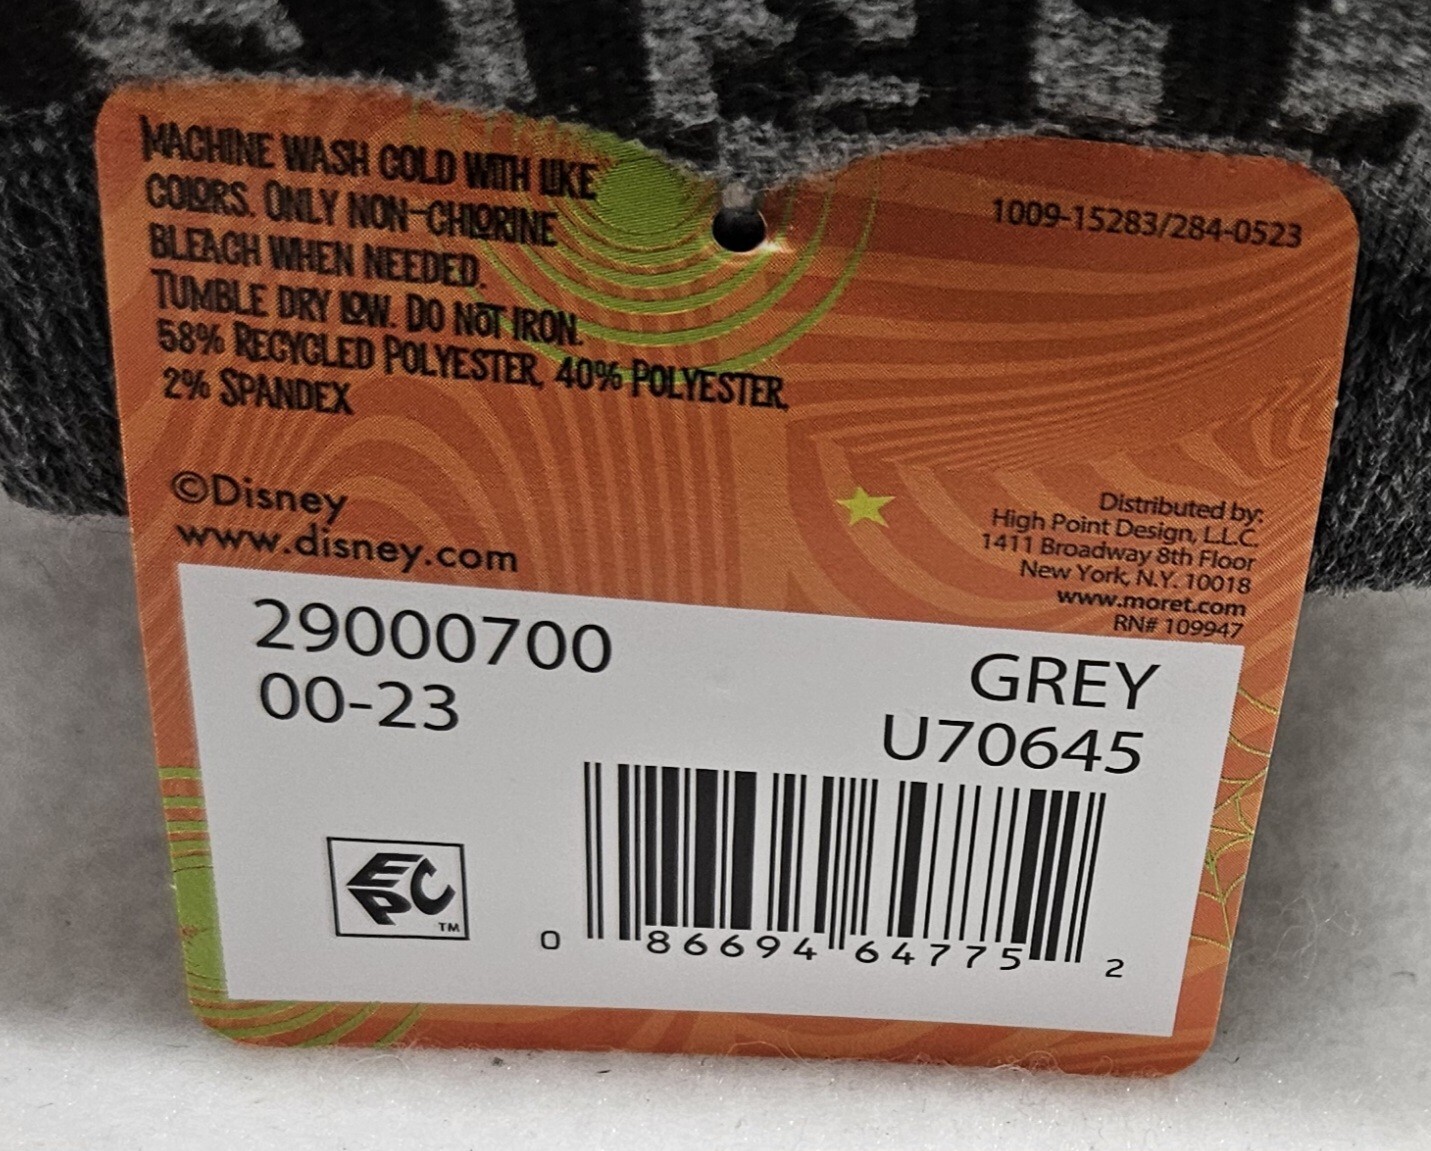 MACHINE WASH COLD WITH LIKE
COLORS. ONLY NON-CHLORINE
BLEACH WHEN NEEDED.
TUMBLE DRY LOW. DO NOT IRON.
58% RECYCLED POLYESTER, 40% POLYESTER,
2% SPANDEX
1009-15283/284-0523
©Disney
www.disney.com
Distributed by:
High Point Design, L.L.C.
1411 Broadway 8th Floor
New York, N.Y. 10018
www.moret.com
RN# 109947
29000700
00-23
GREY
U70645
EPC
TM
0 86694 64775 2